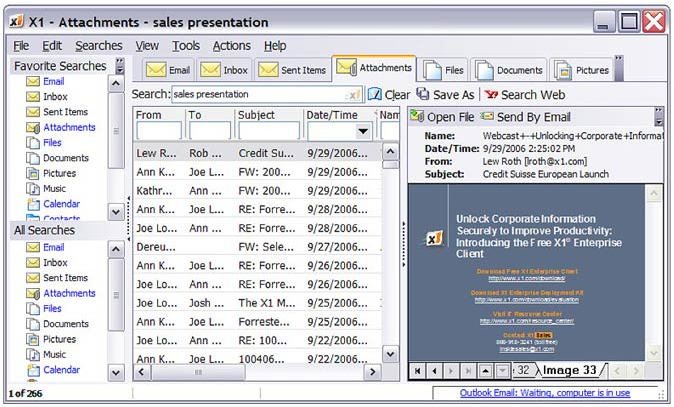 X1 - Attachments - sales presentation
File Edit Searches View Tools Actions Help
Favorite Searches
Email
Inbox
Sent Items
Attachments
Files
Documents
Pictures
Music
Calendar
Contacts
All Searches
Email
Inbox
Sent Items
Attachments
Files
Documents
Pictures
Music
Calendar
Email Inbox Sent Items Attachments Files Documents Pictures
Search: sales presentation x1 Clear Save As Search Web
From To Subject Date/Time Nam
Lew R... Rob ... Credit Su... 9/29/2006...
Ann K... Joe L... FW: 200... 9/29/2006...
Kathr... Ann ... FW: 200... 9/29/2006...
Ann K... Joe L... RE: Forre... 9/28/2006...
Joe Lo... Ann ... RE: Forre... 9/28/2006...
Dereu... FW: Sele... 9/27/2006...
Ann K... Joe L... RE: Forre... 9/26/2006...
Joe Lo... Ann ... RE: Forre... 9/26/2006...
Joe Lo... Josh ... The X1 M... 9/25/2006...
Ann K... Joe L... Forreste... 9/25/2006...
Joe Lo... Ann ... RE: 100... 9/22/2006...
Ann K... Joe L... 100406... 9/22/2006...
Open File Send By Email
Name: Webcast+-+Unlocking+Corporate+Informat
Date/Time: 9/29/2006 2:25:02 PM
From: Lew Roth [lroth@x1.com]
Subject: Credit Suisse European Launch
x1
Unlock Corporate Information
Securely to Improve Productivity:
Introducing the Free X1® Enterprise
Client
Download Free X1 Enterprise Client
http://www.x1.com/download/
Download X1 Enterprise Deployment Kit
http://www.x1.com/download/evaluation
Visit IT Resource Center
http://www.x1.com/resource_center/
Contact X1 Sales
(toll free)
insidesales@x1.com
32 Image 33
1 of 266
Outlook Email: Waiting, computer is in use